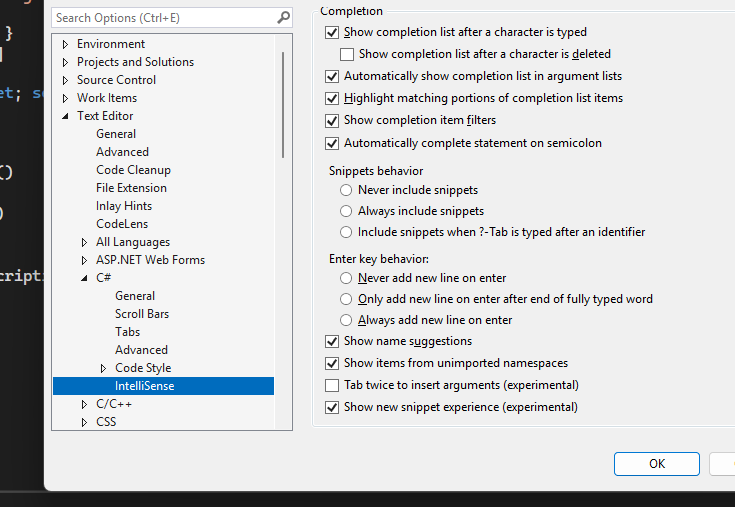 Search Options (Ctrl+E)
Environment
Projects and Solutions
Source Control
Work Items
Text Editor
General
Advanced
Code Cleanup
File Extension
Inlay Hints
CodeLens
All Languages
ASP.NET Web Forms
C#
General
Scroll Bars
Tabs
Advanced
Code Style
IntelliSense
C/C++
CSS
Completion
Show completion list after a character is typed
Show completion list after a character is deleted
Automatically show completion list in argument lists
Highlight matching portions of completion list items
Show completion item filters
Automatically complete statement on semicolon
Snippets behavior
Never include snippets
Always include snippets
Include snippets when ?-Tab is typed after an identifier
Enter key behavior:
Never add new line on enter
Only add new line on enter after end of fully typed word
Always add new line on enter
Show name suggestions
Show items from unimported namespaces
Tab twice to insert arguments (experimental)
Show new snippet experience (experimental)
OK